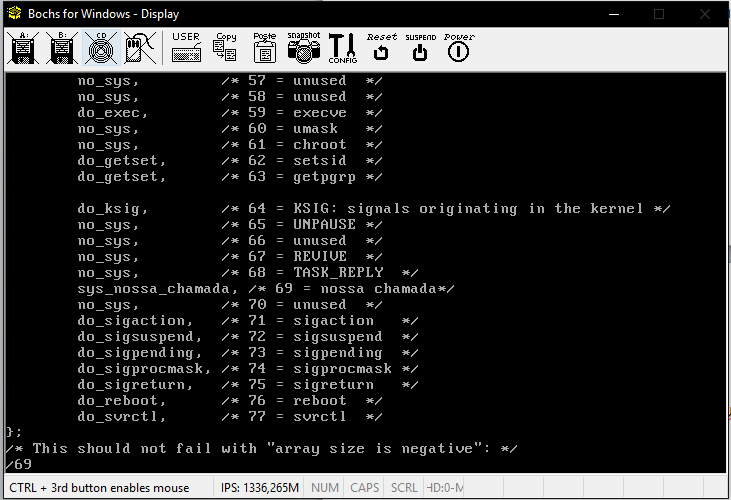 Bochs for Windows - Display
A: B: CD USER Copy Paste snapshot CONFIG Reset SUSPEND Power
no_sys, /* 57 = unused */
no_sys, /* 58 = unused */
do_exec, /* 59 = execve */
no_sys, /* 60 = umask */
no_sys, /* 61 = chroot */
do_getset, /* 62 = setsid */
do_getset, /* 63 = getpgrp */
do_ksig, /* 64 = KSIG: signals originating in the kernel */
no_sys, /* 65 = UNPAUSE */
no_sys, /* 66 = unused */
no_sys, /* 67 = REVIVE */
no_sys, /* 68 = TASK_REPLY */
sys_nossa_chamada, /* 69 = nossa chamada*/
no_sys, /* 70 = unused */
do_sigaction, /* 71 = sigaction */
do_sigsuspend, /* 72 = sigsuspend */
do_sigpending, /* 73 = sigpending */
do_sigprocmask, /* 74 = sigprocmask */
do_sigreturn, /* 75 = sigreturn */
do_reboot, /* 76 = reboot */
do_svrctl, /* 77 = svrctl */
};
/* This should not fail with "array size is negative": */
/69
CTRL + 3rd button enables mouse IPS: 1336,265M NUM CAPS SCRL HD:0-M